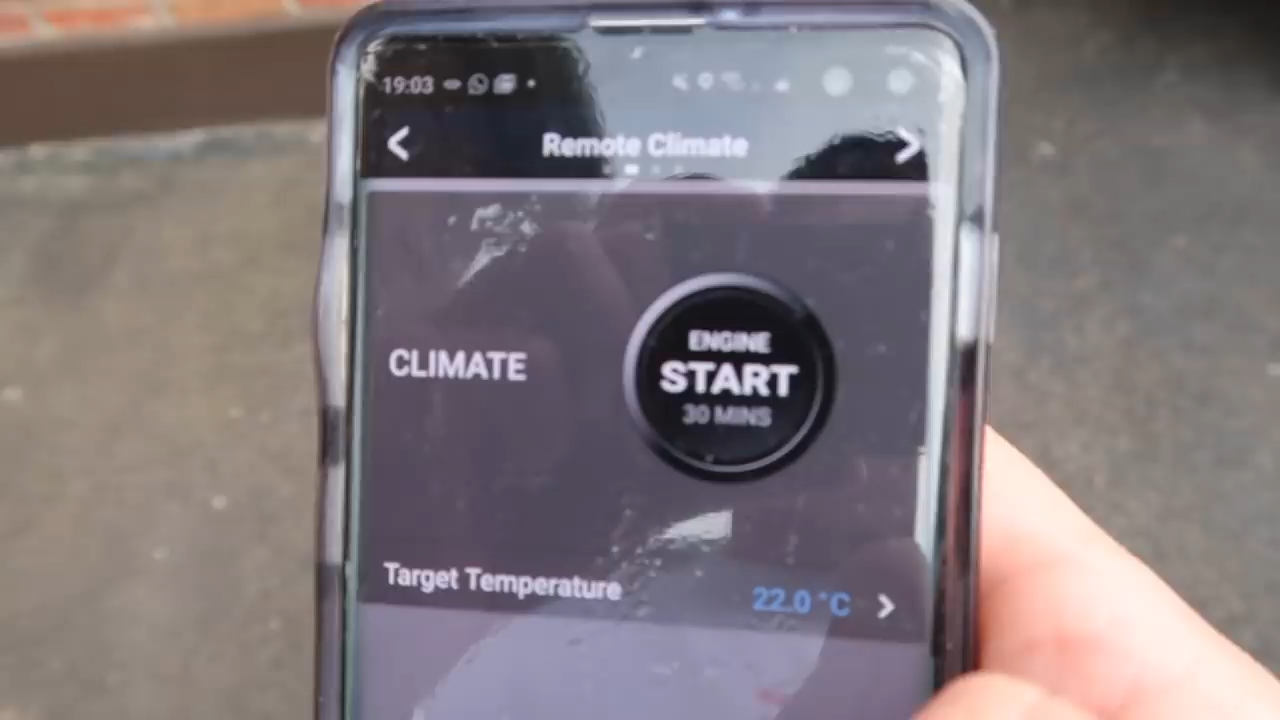 19:03
Remote Climate
CLIMATE
ENGINE
START
30 MINS
Target Temperature
22.0 °C